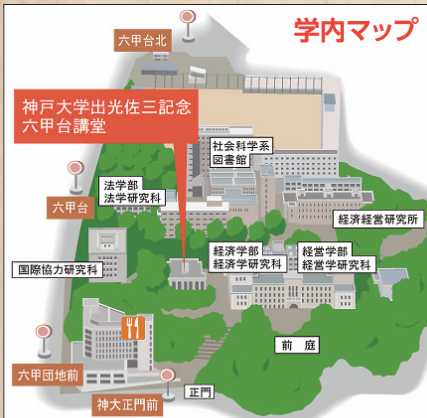 学内マップ
六甲台北
神戸大学出光佐三記念
六甲台講堂
社会科学系
図書館
法学部
法学研究科
六甲台
経済経営研究所
国際協力研究科
経済学部
経済学研究科
経営学部
経営学研究科
前庭
六甲団地前
神大正門前
正門